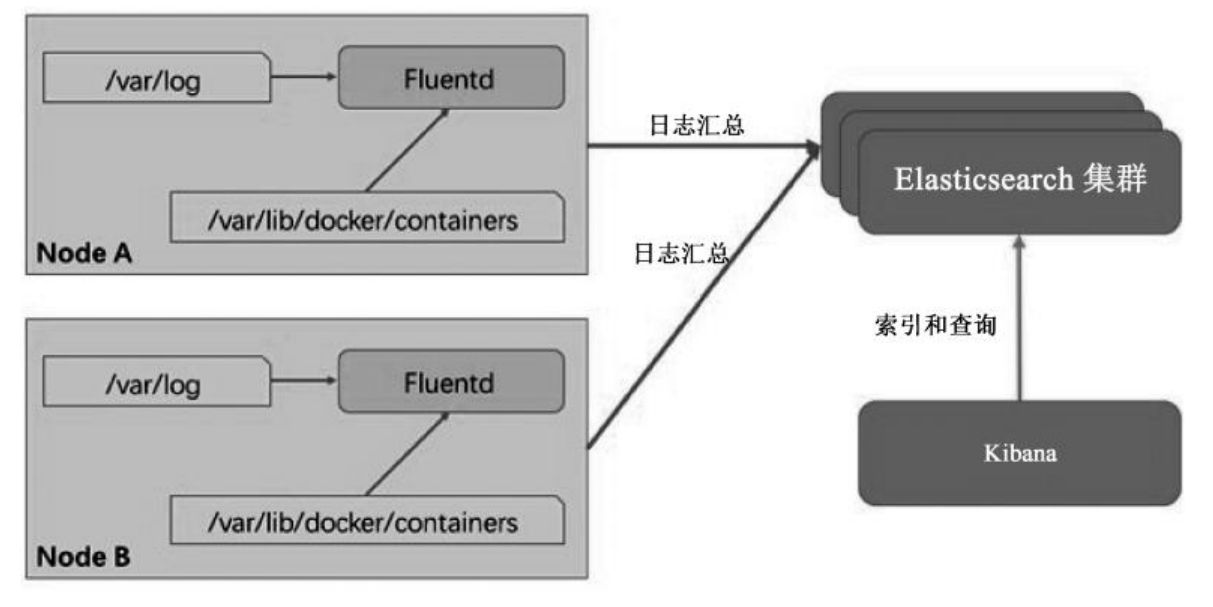 /var/log
Fluentd
/var/lib/docker/containers
Node A
日志汇总
日志汇总
Elasticsearch 集群
索引和查询
Kibana
/var/log
Fluentd
/var/lib/docker/containers
Node B